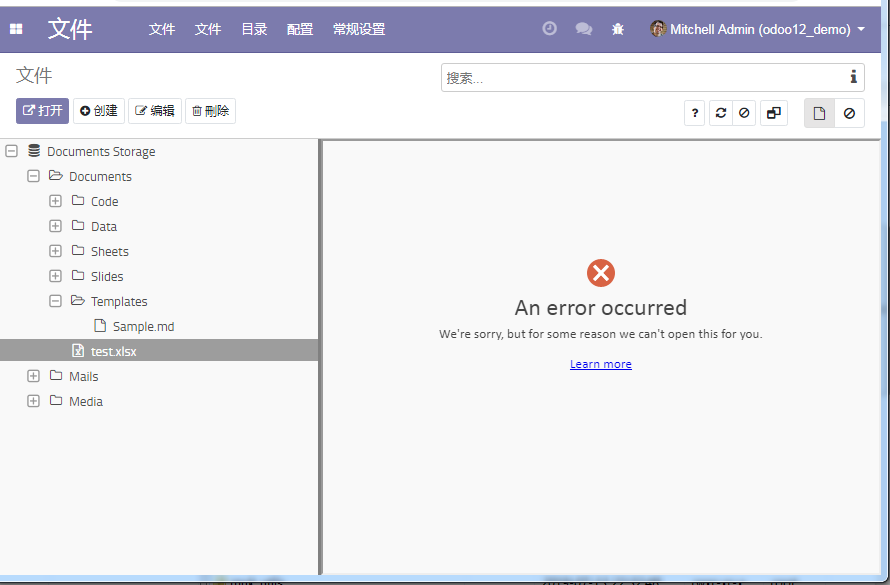 文件 文件 文件 目录 配置 常规设置 Mitchell Admin (odoo12_demo)
文件
搜索...
打开 创建 编辑 刪除
?
Documents Storage
Documents
Code
Data
Sheets
Slides
Templates
Sample.md
test.xlsx
Mails
Media
An error occurred
We're sorry, but for some reason we can't open this for you.
Learn more